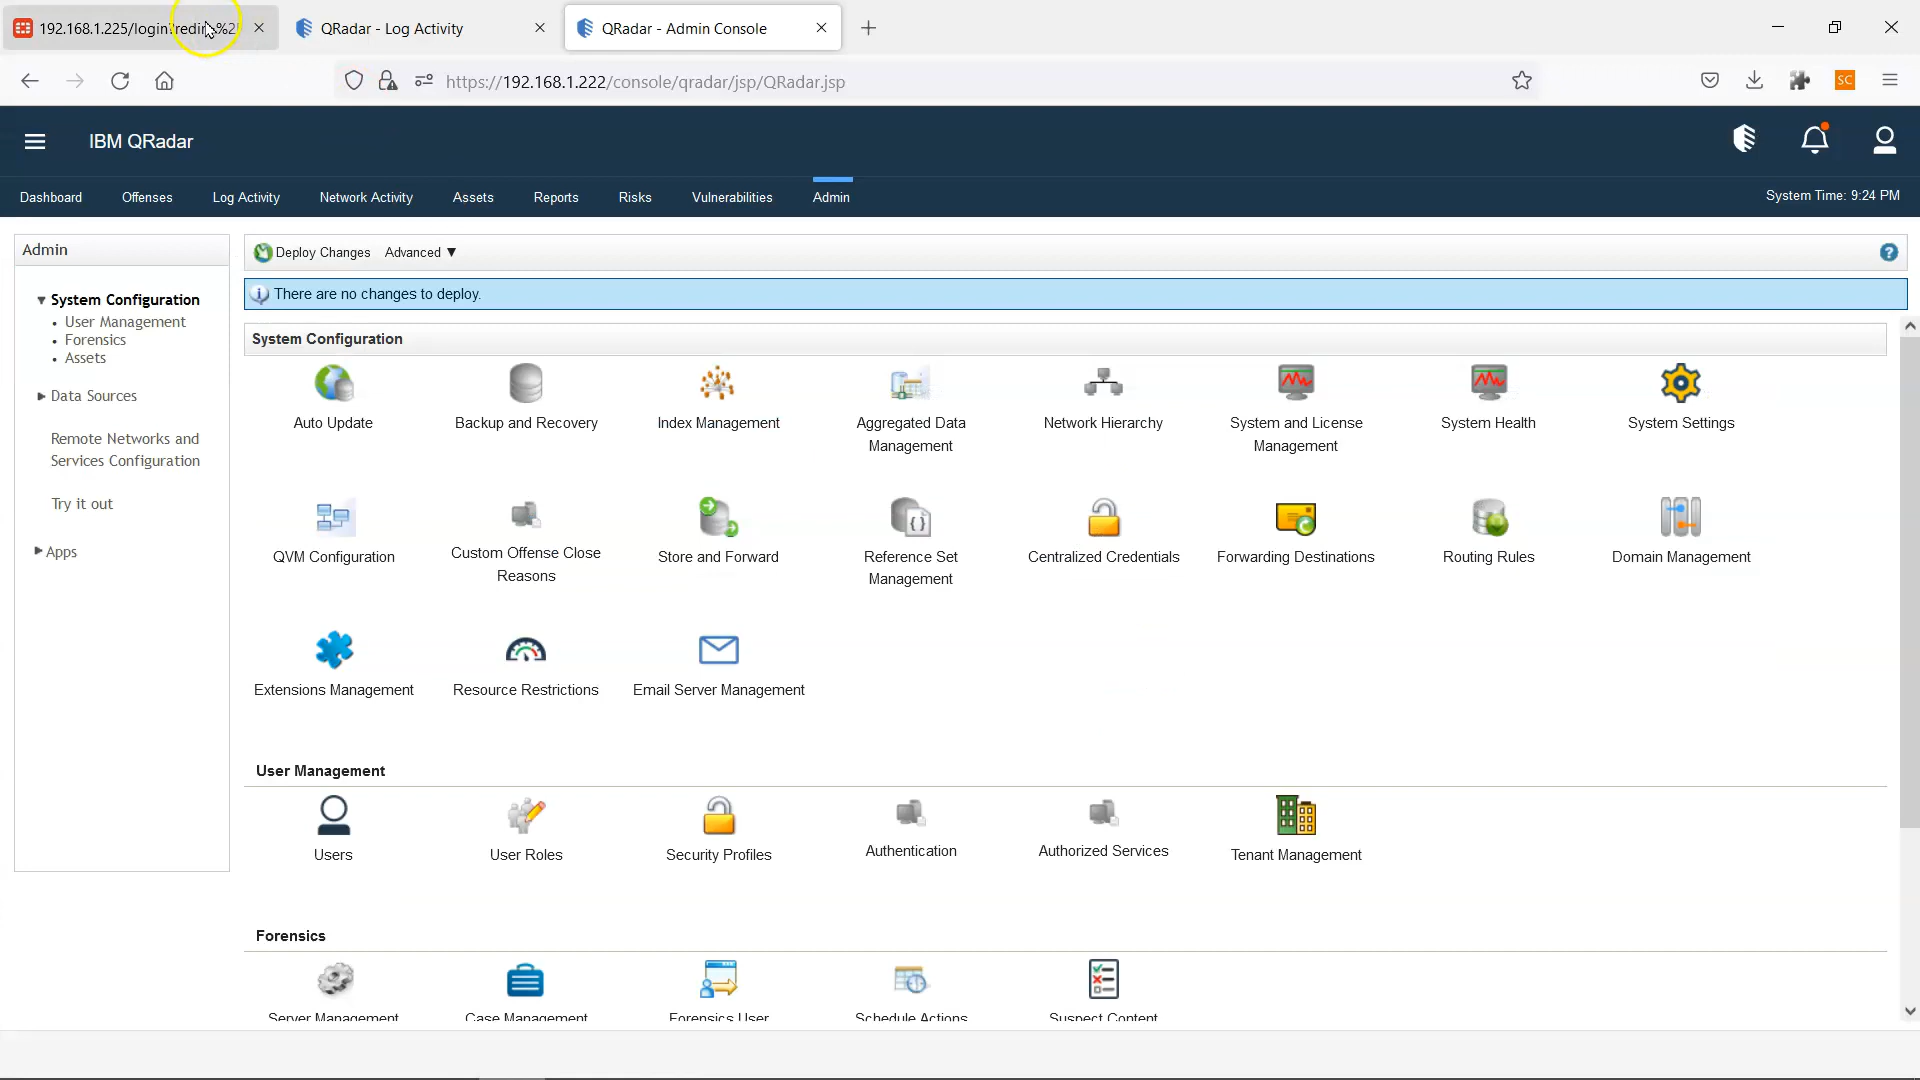 192.168.1.225/login?redir=%2F
QRadar - Log Activity
QRadar - Admin Console
https://192.168.1.222/console/qradar/jsp/QRadar.jsp
SC
IBM QRadar
Dashboard
Offenses
Log Activity
Network Activity
Assets
Reports
Risks
Vulnerabilities
Admin
System Time: 9:24 PM
Admin
Deploy Changes
Advanced ▼
There are no changes to deploy.
System Configuration
User Management
Forensics
Assets
Data Sources
Remote Networks and
Services Configuration
Try it out
Apps
System Configuration
Auto Update
Backup and Recovery
Index Management
Aggregated Data
Management
Network Hierarchy
System and License
Management
System Health
System Settings
QVM Configuration
Custom Offense Close
Reasons
Store and Forward
Reference Set
Management
Centralized Credentials
Forwarding Destinations
Routing Rules
Domain Management
Extensions Management
Resource Restrictions
Email Server Management
User Management
Users
User Roles
Security Profiles
Authentication
Authorized Services
Tenant Management
Forensics
Server Management
Case Management
Forensics User
Schedule Actions
Suspect Content